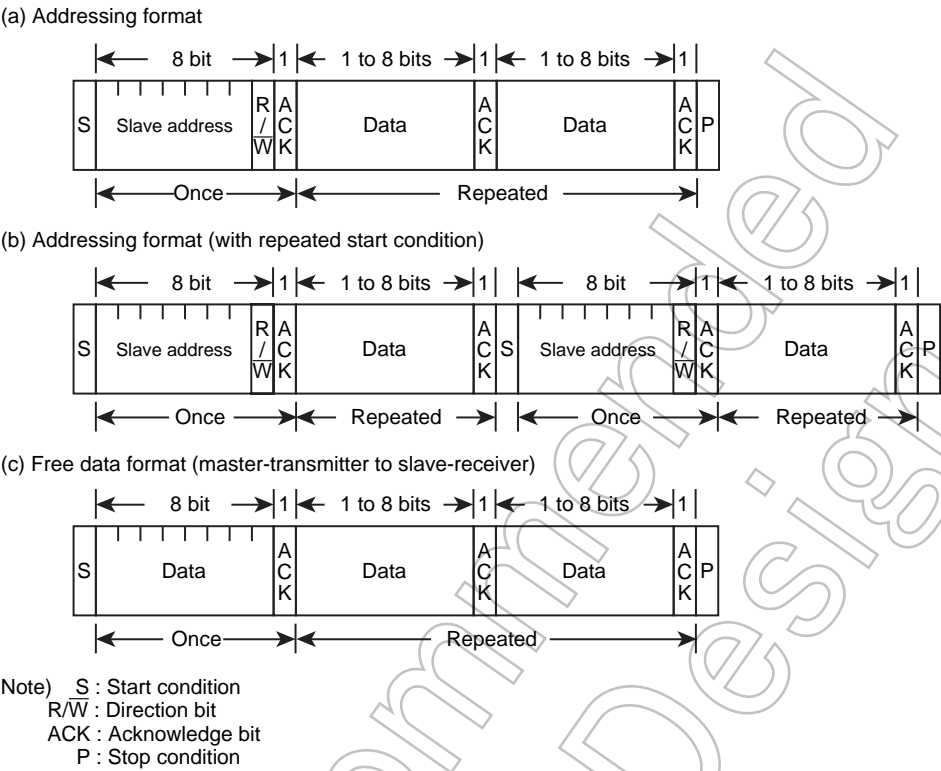 (a) Addressing format
8 bit 1 1 to 8 bits 1 1 to 8 bits 1
S Slave address R/W ACK Data ACK Data ACK P
Once Repeated
(b) Addressing format (with repeated start condition)
8 bit 1 1 to 8 bits 1 8 bit 1 1 to 8 bits 1
S Slave address R/W ACK Data ACK S Slave address R/W ACK Data ACK P
Once Repeated Once Repeated
(c) Free data format (master-transmitter to slave-receiver)
8 bit 1 1 to 8 bits 1 1 to 8 bits 1
S Data ACK Data ACK Data ACK P
Once Repeated
Note) S : Start condition
R/W̅ : Direction bit
ACK : Acknowledge bit
P : Stop condition